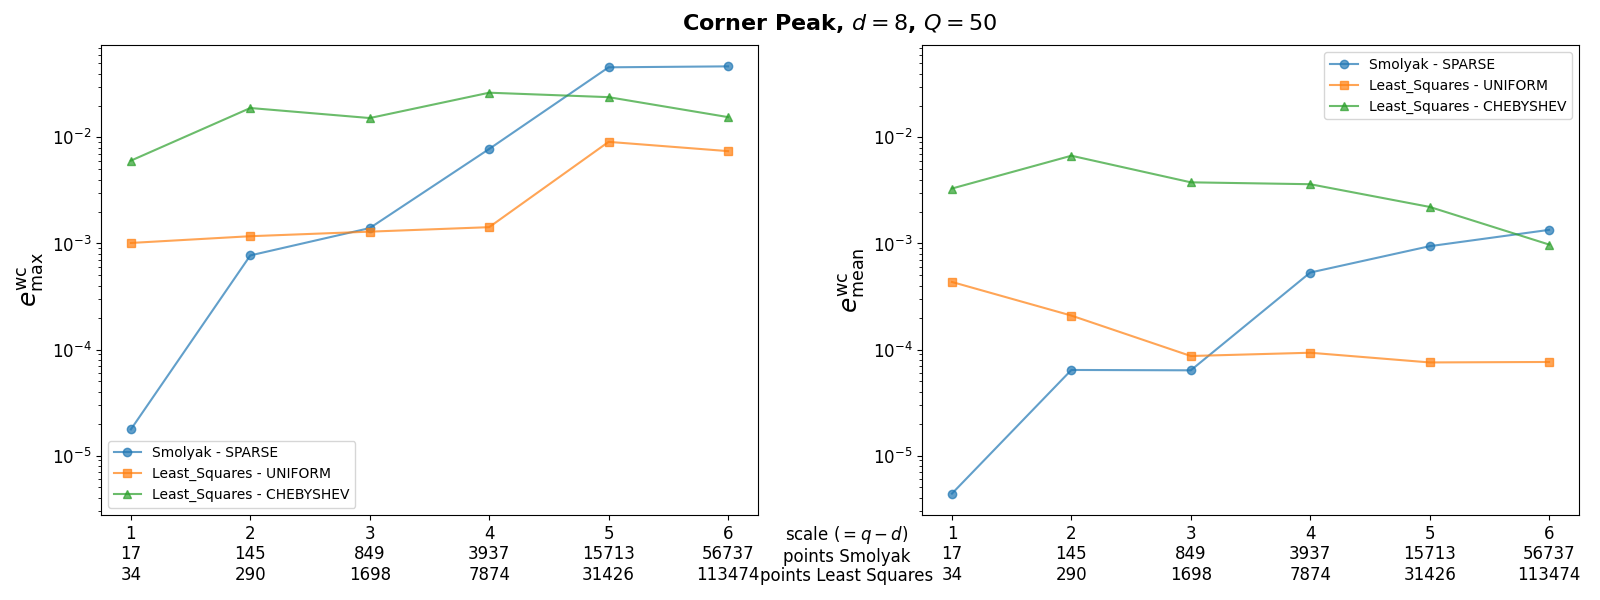 Corner Peak, d = 8, Q = 50
10⁻²
10⁻³
10⁻⁴
10⁻⁵
e^wc_max
Smolyak - SPARSE
Least_Squares - UNIFORM
Least_Squares - CHEBYSHEV
1 2 3 4 5 6
17 145 849 3937 15713 56737
34 290 1698 7874 31426 113474
scale (= q − d)
points Smolyak
points Least Squares
10⁻²
10⁻³
10⁻⁴
10⁻⁵
e^wc_mean
Smolyak - SPARSE
Least_Squares - UNIFORM
Least_Squares - CHEBYSHEV
1 2 3 4 5 6
17 145 849 3937 15713 56737
34 290 1698 7874 31426 113474